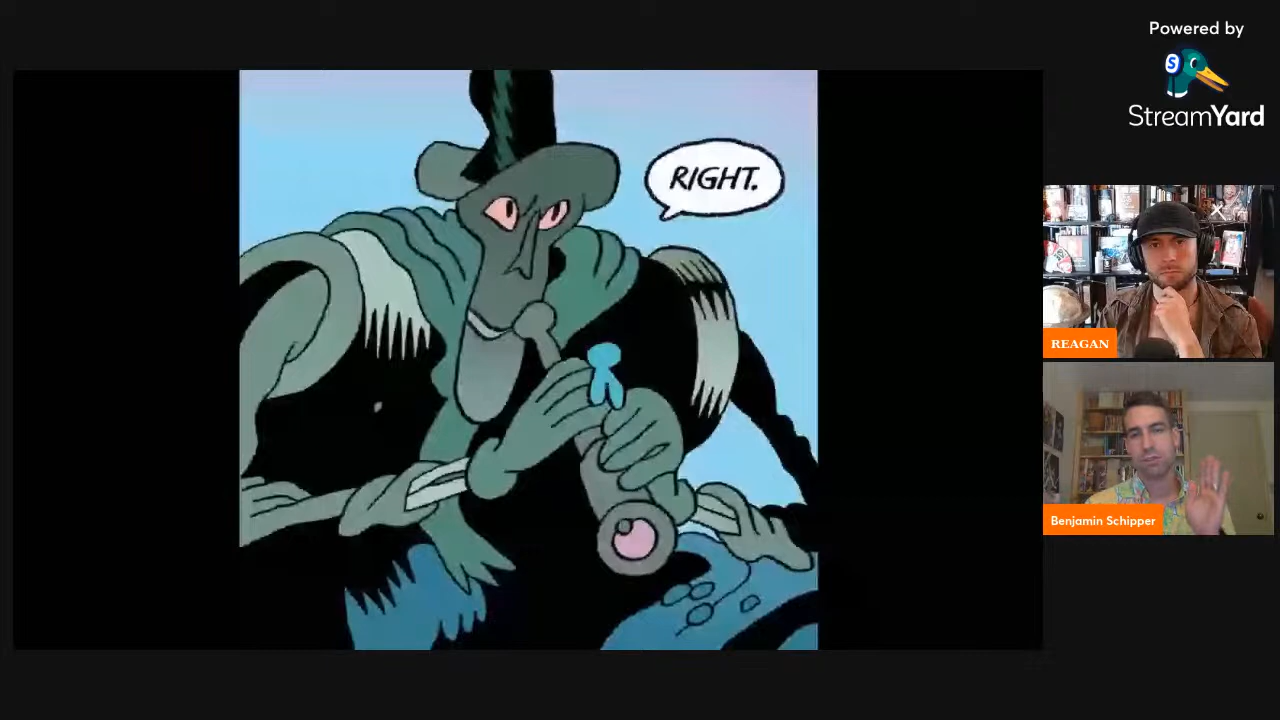 Powered by
S
StreamYard
RIGHT.
REAGAN
Benjamin Schipper